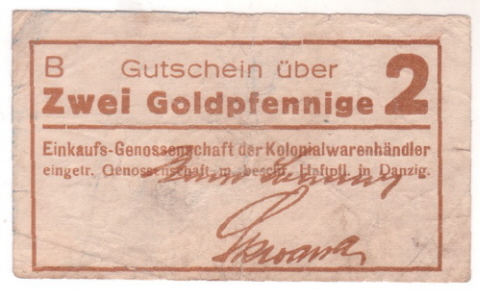 B Gutschein über
Zwei Goldpfennige 2
Einkaufs-Genossenschaft der Kolonialwarenhändler
eingetr. Genossenschaft m. beschr. Haftpfl. in Danzig.